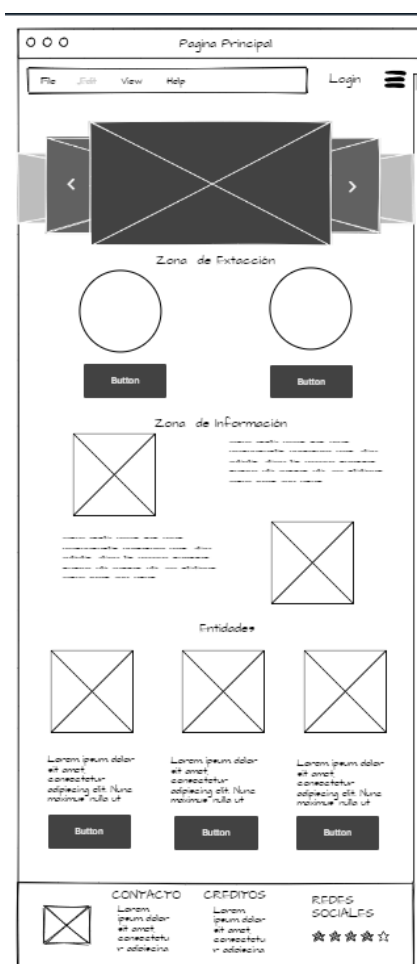 Pagina Principal
File Edit View Help
Login
Zona de Extacción
Button Button
Zona de Información
Entidades
Lorem ipsum dolor
sit amet,
consectetur
adipiscing elit. Nunc
maximus, nulla ut
Lorem ipsum dolor
sit amet,
consectetur
adipiscing elit. Nunc
maximus, nulla ut
Lorem ipsum dolor
sit amet,
consectetur
adipiscing elit. Nunc
maximus, nulla ut
Button Button Button
CONTACTO
Lorem
ipsum dolor
sit amet,
consectetu
r adipiscing
CREDITOS
Lorem
ipsum dolor
sit amet,
consectetu
r adipiscing
REDES
SOCIALES